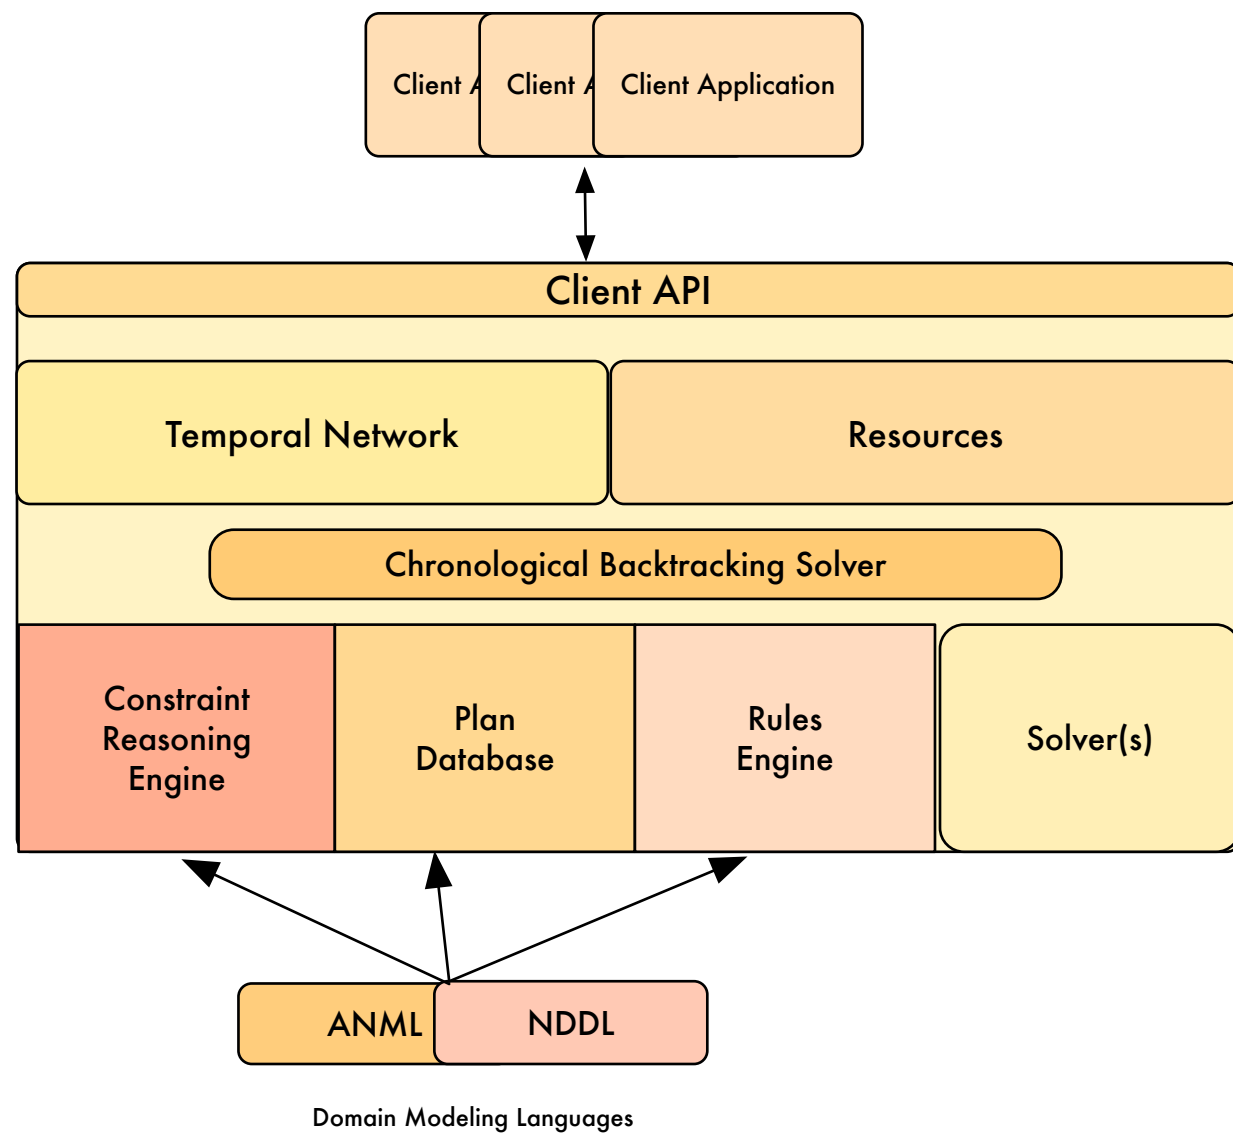 Client A
Client A
Client Application
Client API
Temporal Network
Resources
Chronological Backtracking Solver
Constraint
Reasoning
Engine
Plan
Database
Rules
Engine
Solver(s)
ANML
NDDL
Domain Modeling Languages